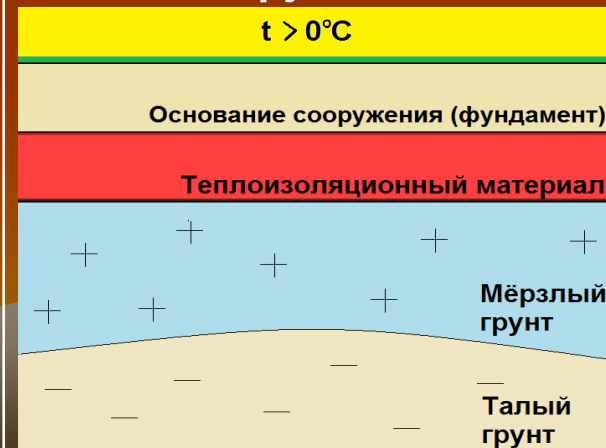 t > 0°C
Основание сооружения (фундамент)
Теплоизоляционный материал
Мёрзлый
грунт
Талый
грунт